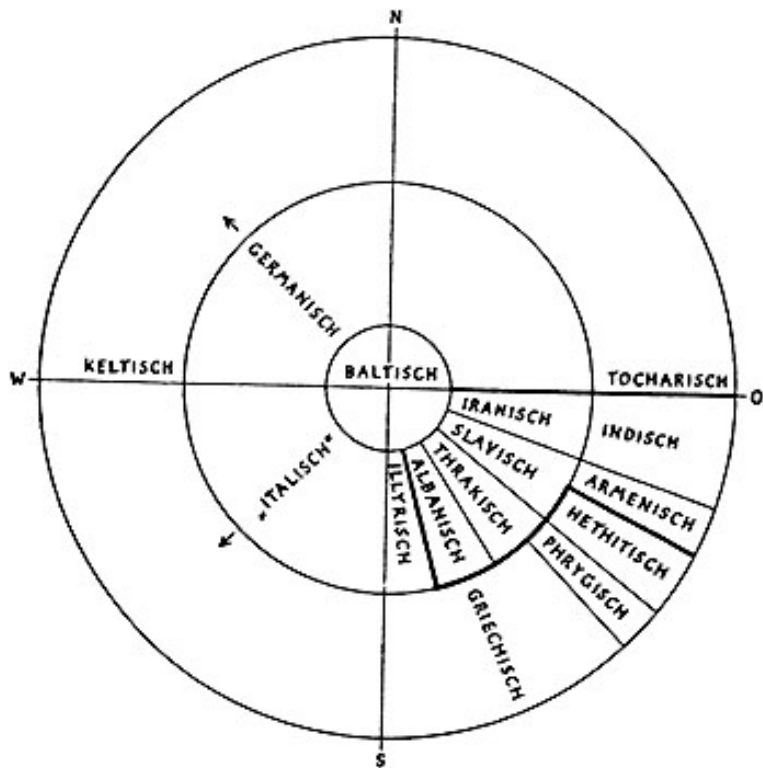 N
GERMANISCH
W
KELTISCH
BALTISCH
TOCHARISCH
O
IRANISCH
INDISCH
SLAVISCH
ARMENISCH
THRAKISCH
HETHITISCH
ALBANISCH
PHRYGISCH
ILLYRISCH
„ITALISCH“
GRIECHISCH
S